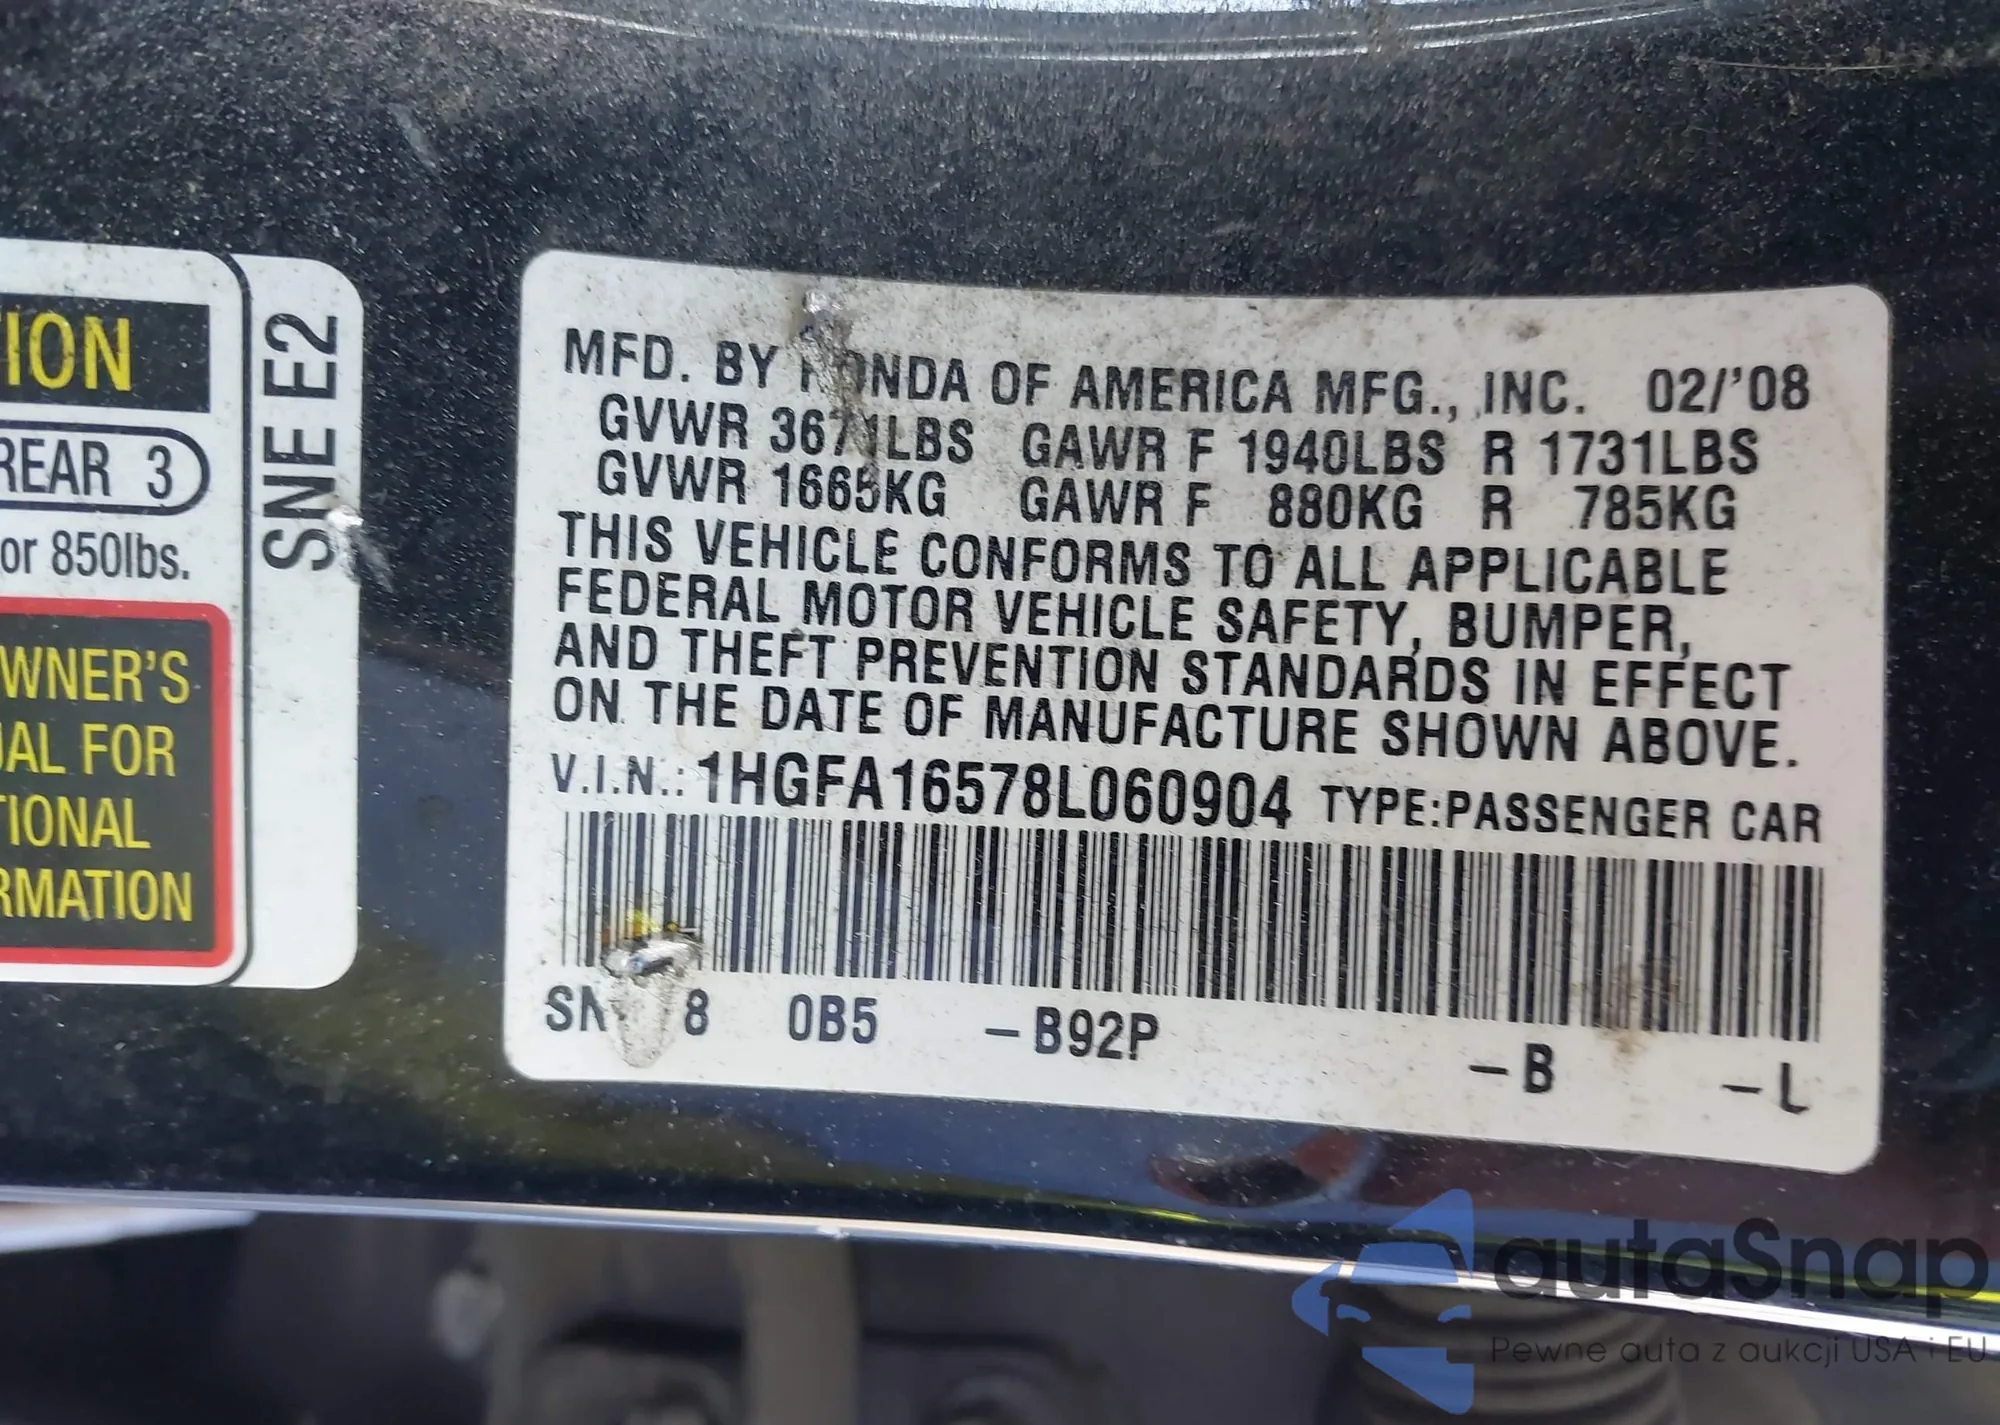 ION
REAR 3
or 850lbs.
WNER'S
UAL FOR
TIONAL
RMATION
SNE E2
MFD. BY HONDA OF AMERICA MFG., INC. 02/'08
GVWR 3671LBS GAWR F 1940LBS R 1731LBS
GVWR 1665KG GAWR F 880KG R 785KG
THIS VEHICLE CONFORMS TO ALL APPLICABLE
FEDERAL MOTOR VEHICLE SAFETY, BUMPER,
AND THEFT PREVENTION STANDARDS IN EFFECT
ON THE DATE OF MANUFACTURE SHOWN ABOVE.
V.I.N.: 1HGFA16578L060904 TYPE:PASSENGER CAR
0B5 -B92P -B -L
autaSnap
Pewne auta z aukcji USA i EU